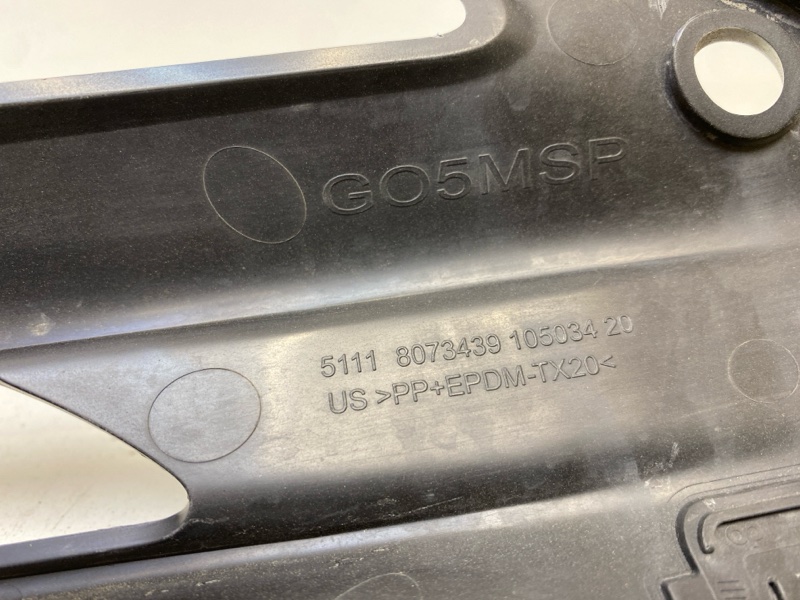 GO5MSP
5111 8073439 105034 20
US >PP+EPDM-TX20<